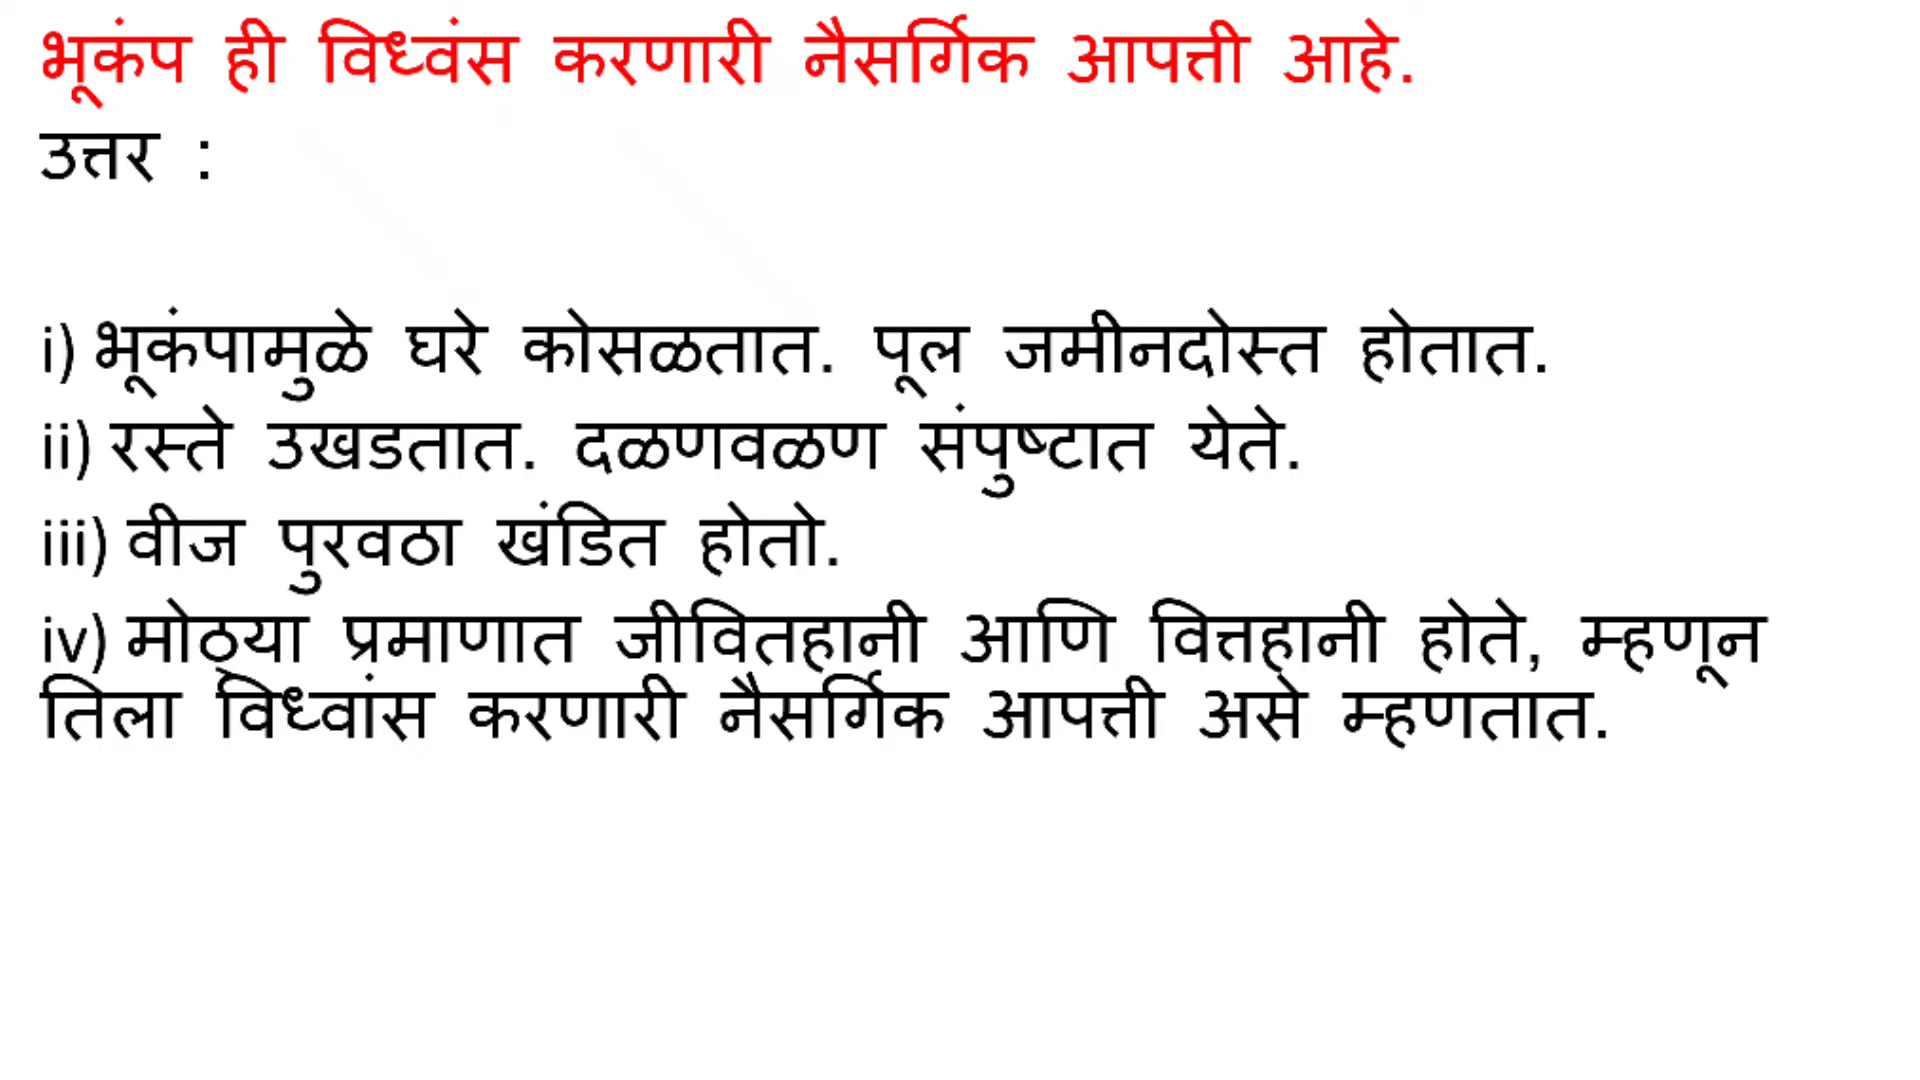 भूकंप ही विध्वंस करणारी नैसर्गिक आपत्ती आहे.
उत्तर :
i) भूकंपामुळे घरे कोसळतात. पूल जमीनदोस्त होतात.
ii) रस्ते उखडतात. दळणवळण संपुष्टात येते.
iii) वीज पुरवठा खंडित होतो.
iv) मोठ्या प्रमाणात जीवितहानी आणि वित्तहानी होते, म्हणून
तिला विध्वांस करणारी नैसर्गिक आपत्ती असे म्हणतात.